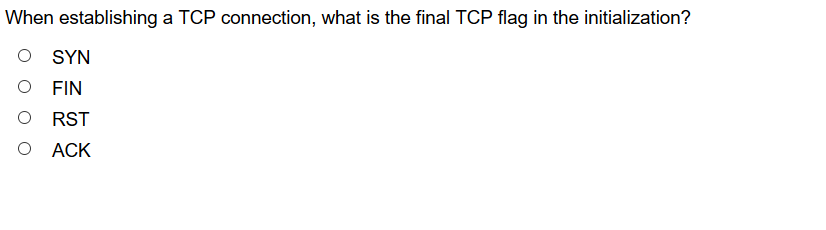 When establishing a TCP connection, what is the final TCP flag in the initialization?
SYN
FIN
RST
ACK